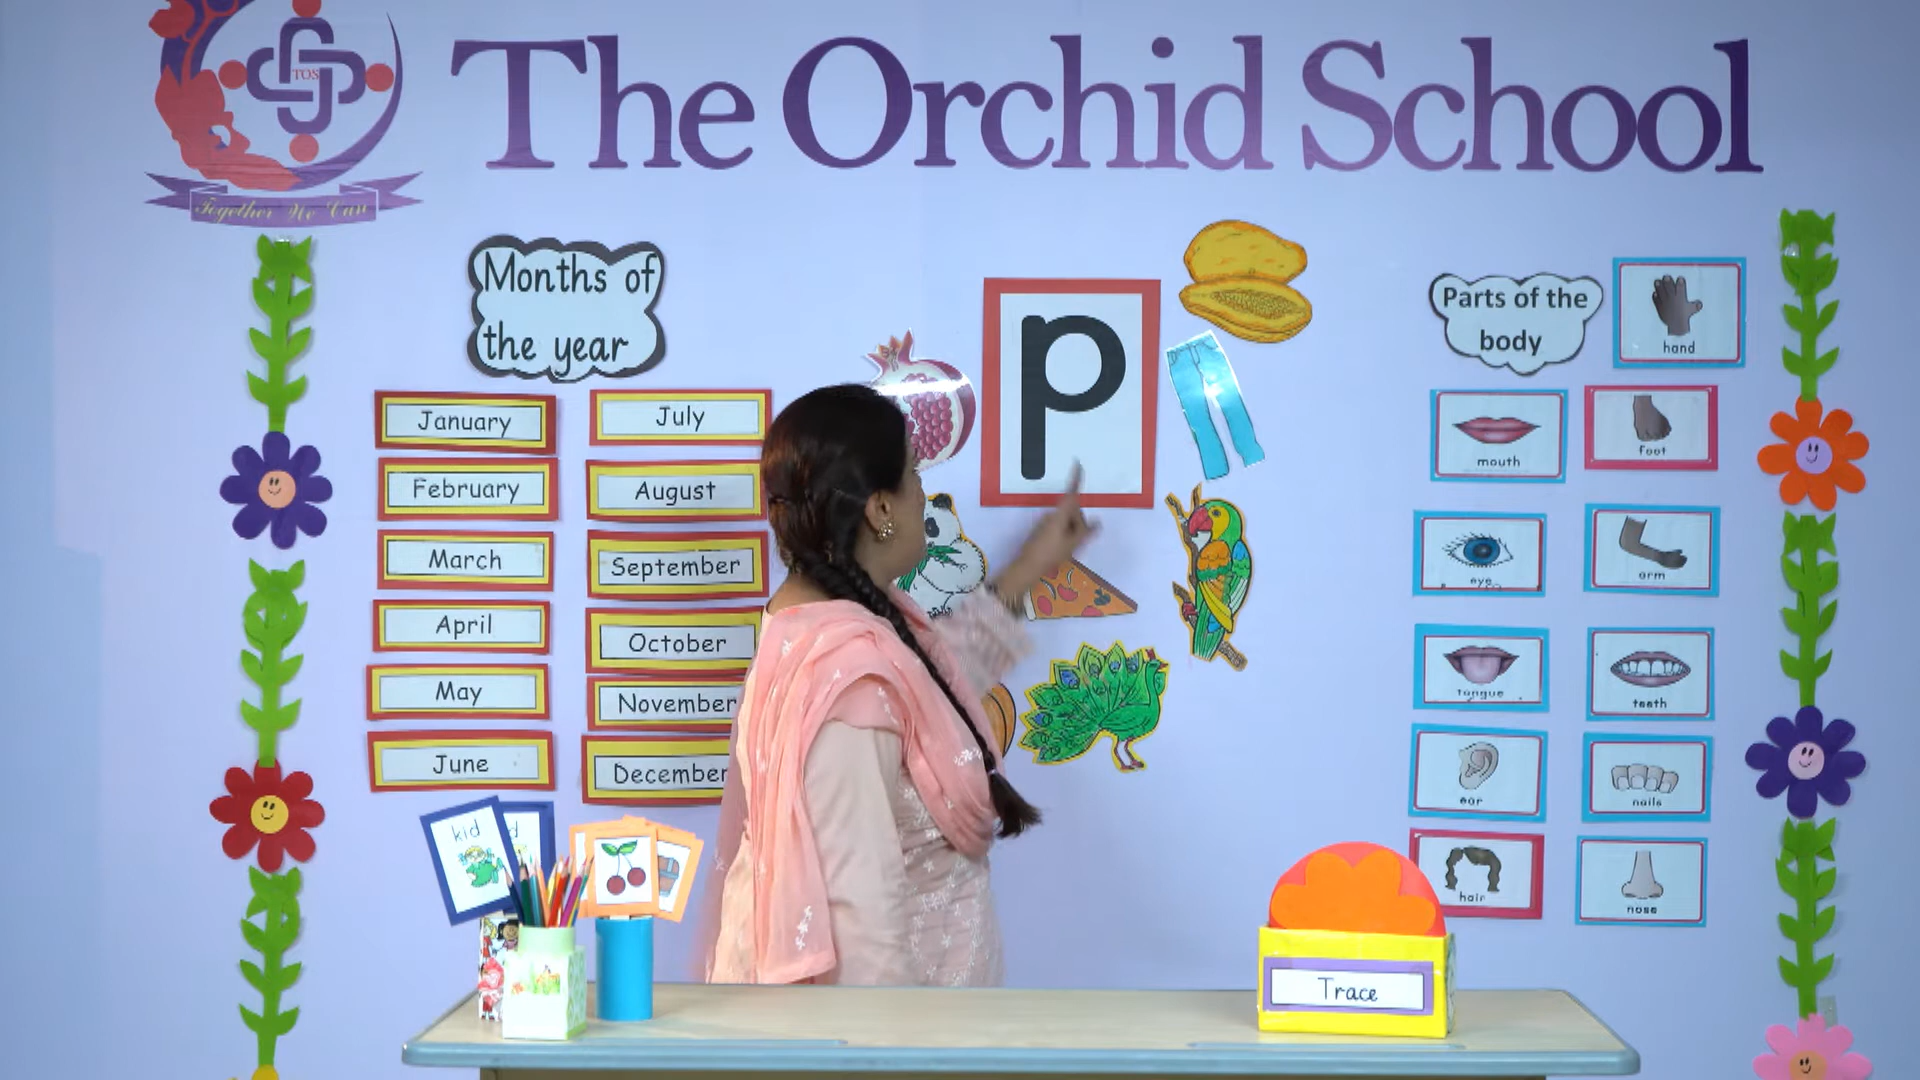 TOS
Together We Can
The Orchid School
Months of
the year
January
February
March
April
May
June
July
August
September
October
November
December
p
Parts of the
body
hand
mouth
foot
eye
arm
tongue
teeth
ear
nails
hair
nose
kid
Trace